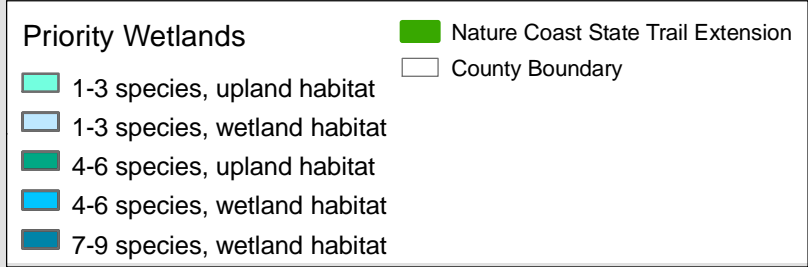 Priority Wetlands
1-3 species, upland habitat
1-3 species, wetland habitat
4-6 species, upland habitat
4-6 species, wetland habitat
7-9 species, wetland habitat
Nature Coast State Trail Extension
County Boundary